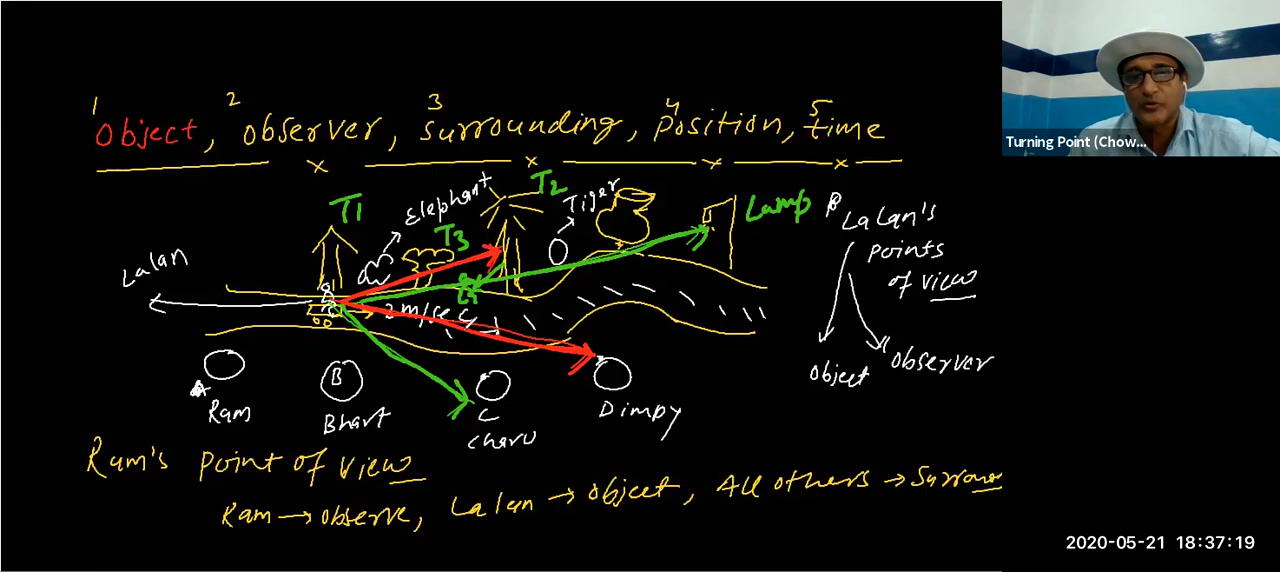 1 2 3 4 5
Object, observer, surrounding, position, time
T1
Elephant
T3
T2
Tiger
Lamp
Lalan
2 m/sec
Lalan's
points
of view
Object
Observer
Ram
B
Bhart
C
Charu
Dimpy
Ram's point of view
Ram → observe, Lalan → object, All others → Surrou
Turning Point (Chow...
2020-05-21 18:37:19